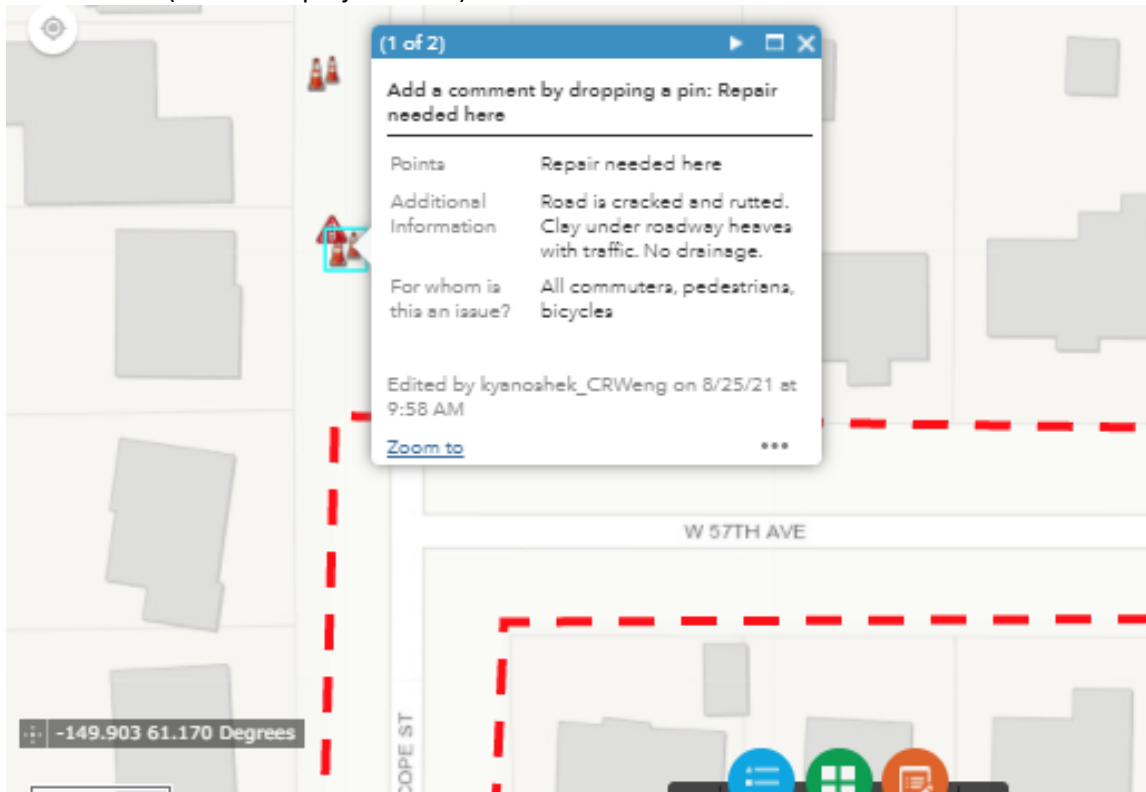 (1 of 2)
Add a comment by dropping a pin: Repair
needed here
Points Repair needed here
Additional Road is cracked and rutted.
Information Clay under roadway heaves
with traffic. No drainage.
For whom is All commuters, pedestrians,
this an issue? bicycles
Edited by kyanoshek_CRWeng on 8/25/21 at
9:58 AM
Zoom to
W 57TH AVE
-149.903 61.170 Degrees
COPE ST